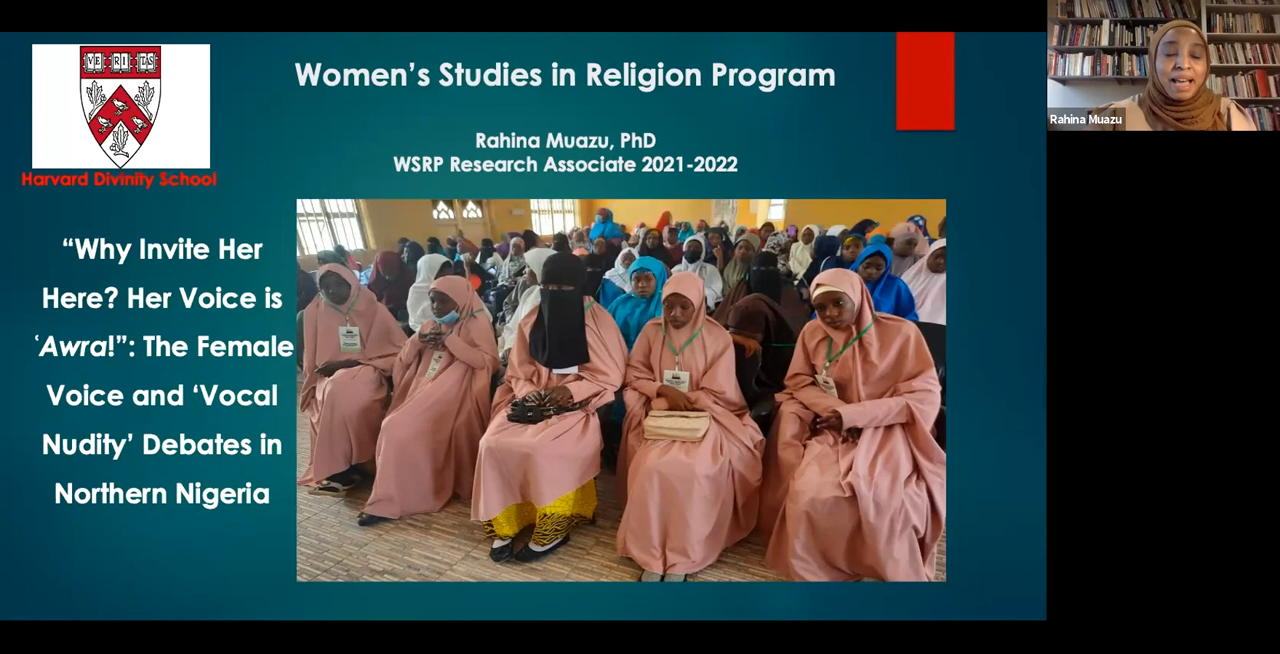 VE RI TAS
Harvard Divinity School
Women’s Studies in Religion Program
Rahina Muazu, PhD
WSRP Research Associate 2021-2022
“Why Invite Her
Here? Her Voice is
ʿAwra!”: The Female
Voice and ‘Vocal
Nudity’ Debates in
Northern Nigeria
Rahina Muazu